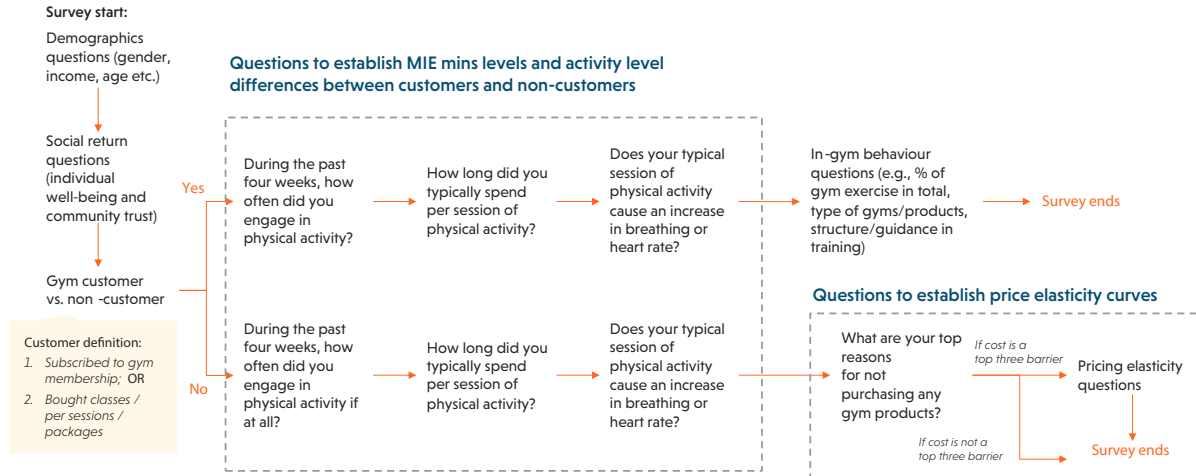 Survey start:
Demographics
questions (gender,
income, age etc.)
Social return
questions
(individual
well-being and
community trust)
Gym customer
vs. non -customer
Customer definition:
1. Subscribed to gym
membership; OR
2. Bought classes /
per sessions /
packages
Yes
No
Questions to establish MIE mins levels and activity level
differences between customers and non-customers
During the past
four weeks, how
often did you
engage in
physical activity?
How long did you
typically spend
per session of
physical activity?
Does your typical
session of
physical activity
cause an increase
in breathing or
heart rate?
In-gym behaviour
questions (e.g., % of
gym exercise in total,
type of gyms/products,
structure/guidance in
training)
Survey ends
During the past
four weeks, how
often did you
engage in
physical activity if
at all?
How long did you
typically spend
per session of
physical activity?
Does your typical
session of
physical activity
cause an increase
in breathing or
heart rate?
Questions to establish price elasticity curves
What are your top
reasons
for not
purchasing any
gym products?
If cost is a
top three barrier
Pricing elasticity
questions
If cost is not a
top three barrier
Survey ends